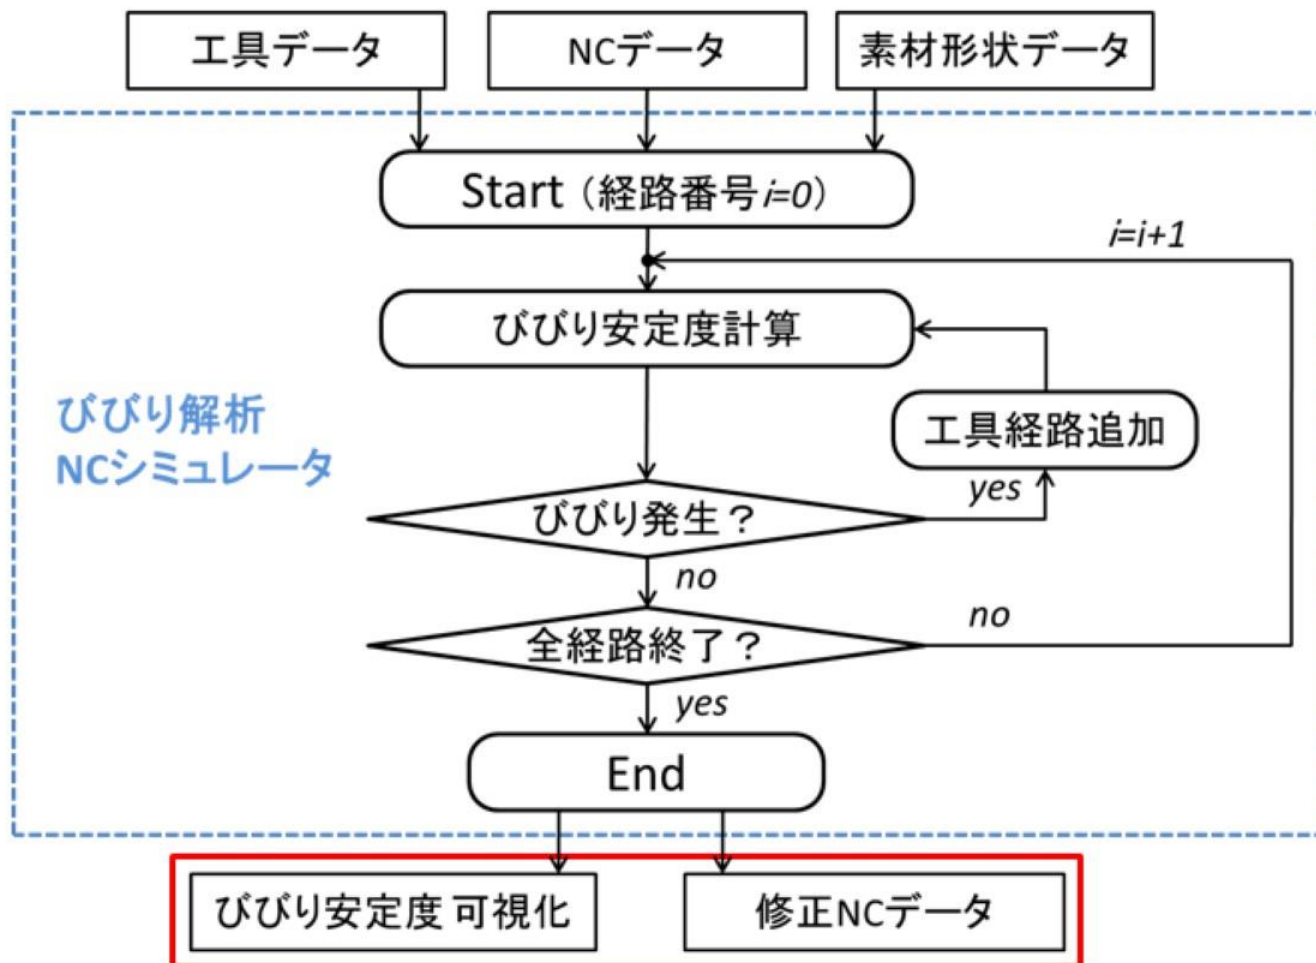 工具データ
NCデータ
素材形状データ
Start（経路番号i=0）
i=i+1
びびり安定度計算
びびり解析
NCシミュレータ
工具経路追加
yes
びびり発生？
no
全経路終了？
no
yes
End
びびり安定度 可視化
修正NCデータ